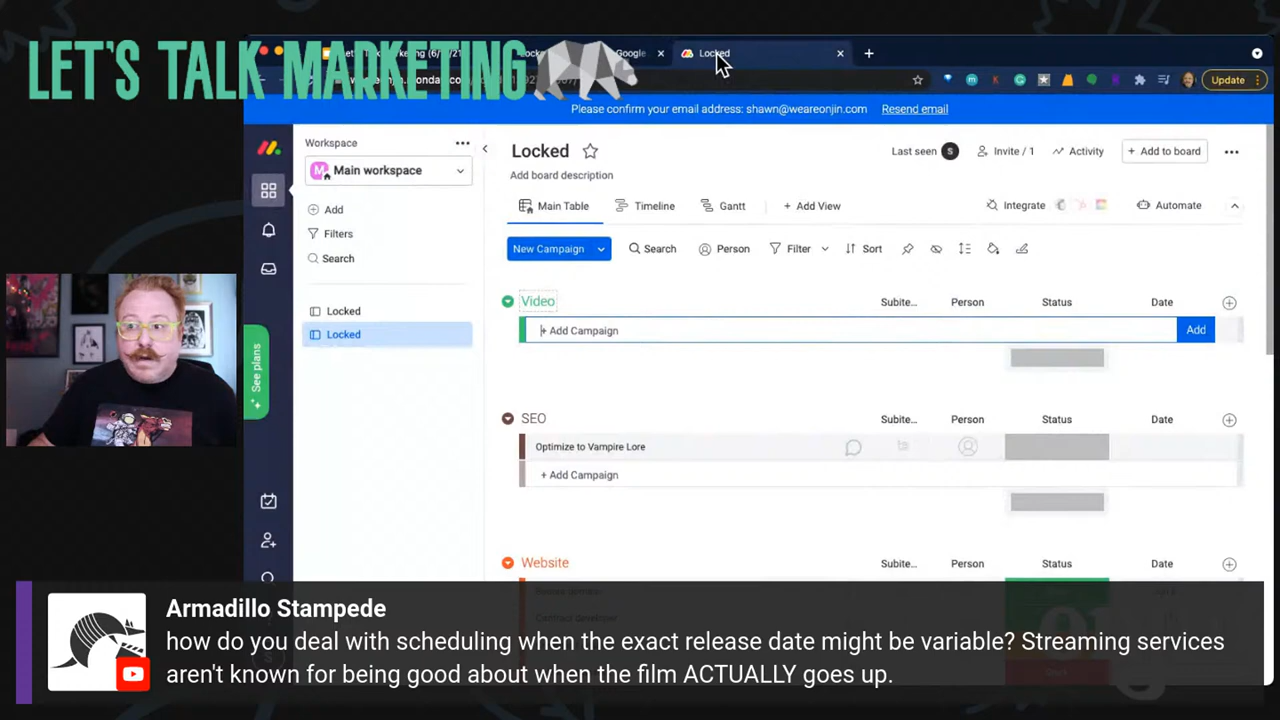 LET'S TALK MARKETING
Google
Locked
Update
Please confirm your email address: shawn@weareonjin.com Resend email
Workspace
M Main workspace
Add
Filters
Search
Locked
Locked
See plans
Locked
Add board description
Last seen S Invite / 1 Activity + Add to board
Main Table Timeline Gantt + Add View Integrate Automate
New Campaign Search Person Filter Sort
Video Subite... Person Status Date
+ Add Campaign Add
SEO Subite... Person Status Date
Optimize to Vampire Lore
+ Add Campaign
Website Subite... Person Status Date
Armadillo Stampede
how do you deal with scheduling when the exact release date might be variable? Streaming services
aren't known for being good about when the film ACTUALLY goes up.